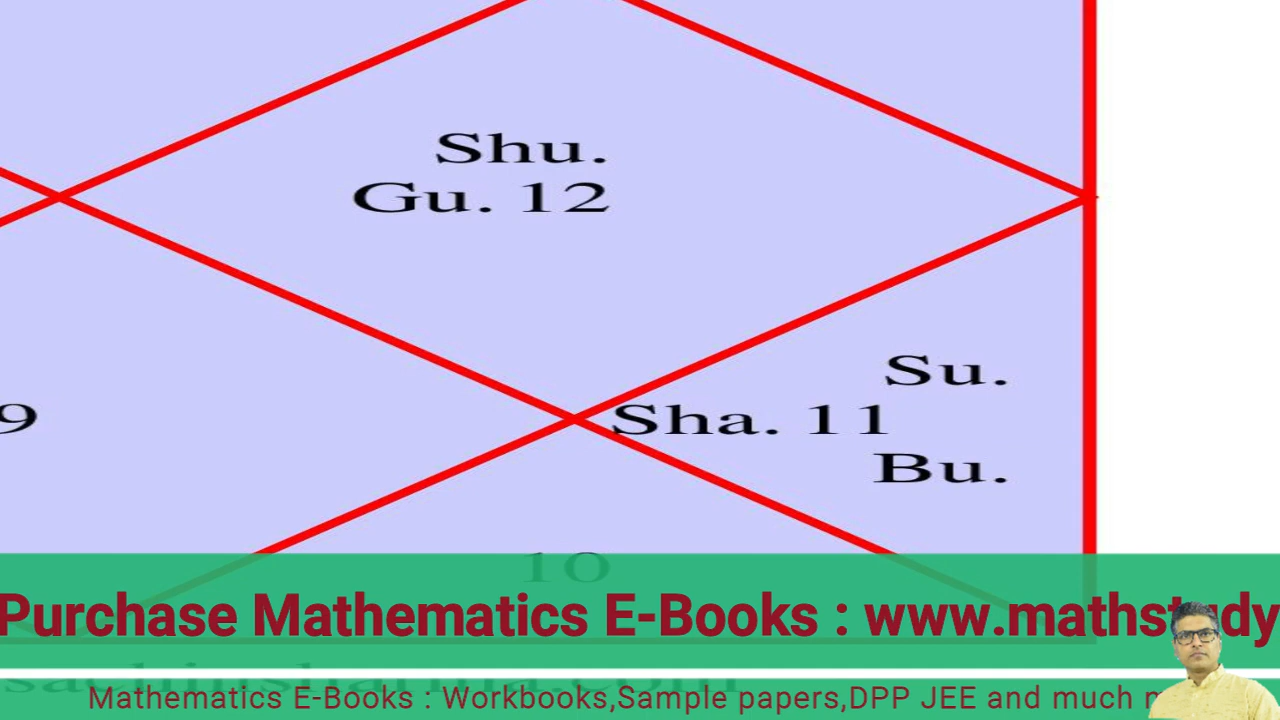 Shu.
Gu. 12
Su.
9
Sha. 11
Bu.
10
Purchase Mathematics E-Books : www.mathst
Mathematics E-Books : Workbooks,Sample papers,DPP JEE and much